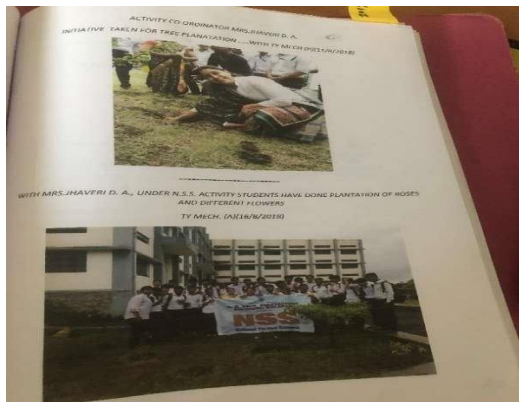 ACTIVITY CO-ORDINATOR MRS.JHAVERI D. A.
INITIATIVE TAKEN FOR TREE PLANATATION ....WITH TY MECH
WITH MRS.JHAVERI D. A., UNDER N.S.S. ACTIVITY STUDENTS HAVE DONE PLANTATION OF ROSES
AND DIFFERENT FLOWERS
TY MECH. (A)(16/8/2018)
NSS